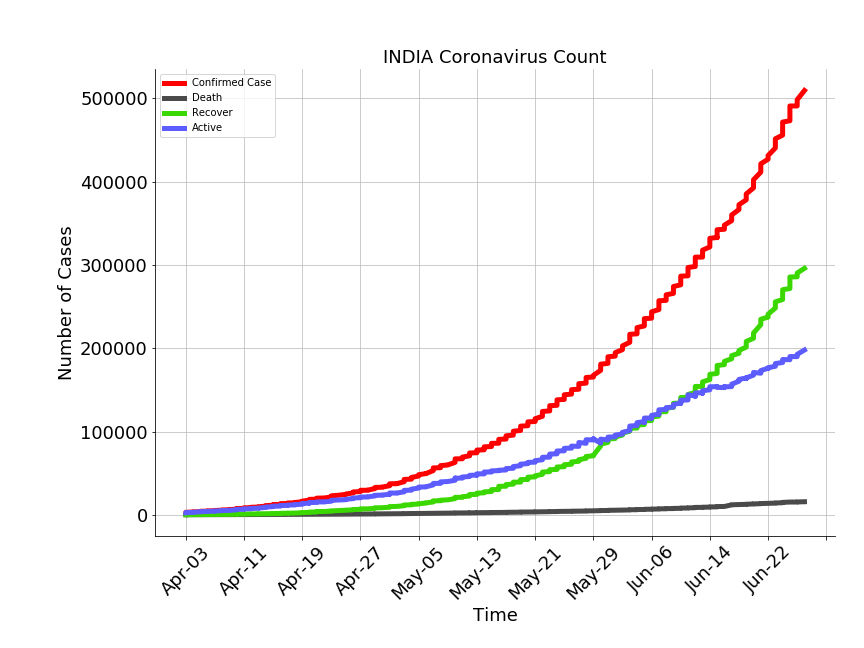 INDIA Coronavirus Count
Confirmed Case
Death
Recover
Active
500000
400000
300000
200000
100000
0
Number of Cases
Apr-03
Apr-11
Apr-19
Apr-27
May-05
May-13
May-21
May-29
Jun-06
Jun-14
Jun-22
Time